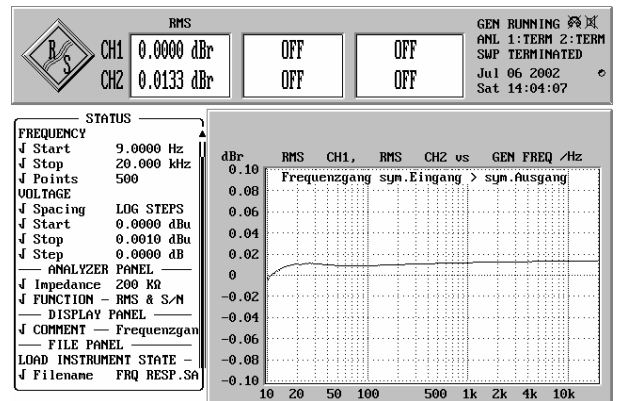 RMS
GEN RUNNING
R&S
CH1 0.0000 dBr OFF OFF
ANL 1:TERM 2:TERM
SWP TERMINATED
CH2 0.0133 dBr OFF OFF
Jul 06 2002
Sat 14:04:07
STATUS
FREQUENCY
√ Start 9.0000 Hz
√ Stop 20.000 kHz
√ Points 500
VOLTAGE
√ Spacing LOG STEPS
√ Start 0.0000 dBu
√ Stop 0.0010 dBu
√ Step 0.0000 dB
ANALYZER PANEL
√ Impedance 200 KΩ
√ FUNCTION — RMS & S/N
DISPLAY PANEL
√ COMMENT — Frequenzgan
FILE PANEL
LOAD INSTRUMENT STATE —
√ Filename FRQ RESP.SA
dBr RMS CH1, RMS CH2 vs GEN FREQ /Hz
Frequenzgang sym.Eingang > sym.Ausgang
0.10
0.08
0.06
0.04
0.02
0
-0.02
-0.04
-0.06
-0.08
-0.10
10 20 50 100 500 1k 2k 4k 10k